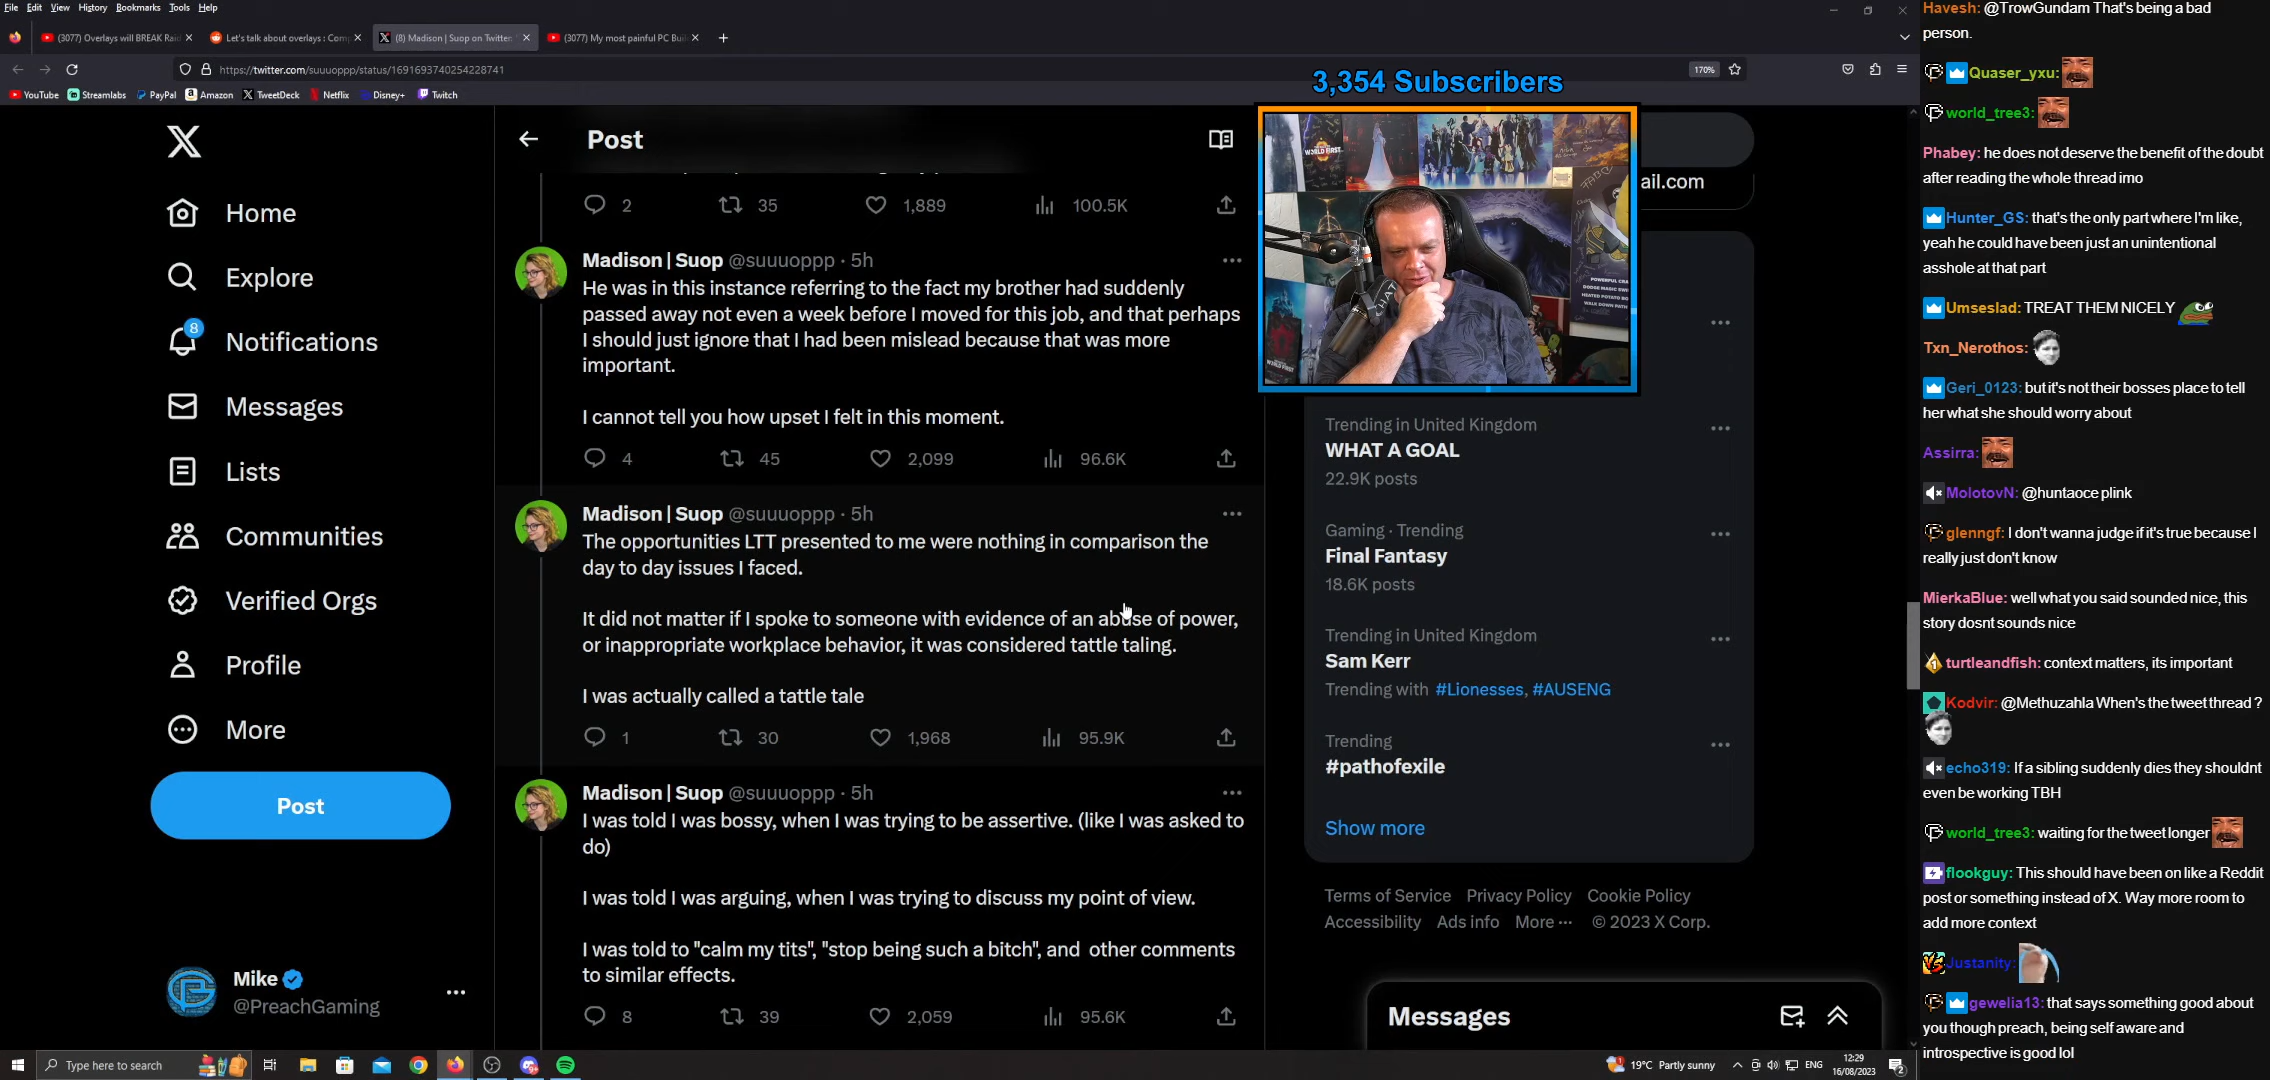 File Edit View History Bookmarks Tools Help
(3077) Overlays will BREAK Raid
Let's talk about overlays : Com
(8) Madison | Suop on Twitter:
(3077) My most painful PC Bui
https://twitter.com/suuuoppp/status/1691693740254228741
170%
YouTube Streamlabs PayPal Amazon TweetDeck Netflix Disney+ Twitch
3,354 Subscribers
Home
Explore
8
Notifications
Messages
Lists
Communities
Verified Orgs
Profile
More
Post
Mike
@PreachGaming
Post
2 35 1,889 100.5K
Madison | Suop @suuuoppp · 5h
He was in this instance referring to the fact my brother had suddenly
passed away not even a week before I moved for this job, and that perhaps
I should just ignore that I had been mislead because that was more
important.
I cannot tell you how upset I felt in this moment.
4 45 2,099 96.6K
Madison | Suop @suuuoppp · 5h
The opportunities LTT presented to me were nothing in comparison the
day to day issues I faced.
It did not matter if I spoke to someone with evidence of an abuse of power,
or inappropriate workplace behavior, it was considered tattle taling.
I was actually called a tattle tale
1 30 1,968 95.9K
Madison | Suop @suuuoppp · 5h
I was told I was bossy, when I was trying to be assertive. (like I was asked to
do)
I was told I was arguing, when I was trying to discuss my point of view.
I was told to "calm my tits", "stop being such a bitch", and other comments
to similar effects.
8 39 2,059 95.6K
ail.com
WORLD FIRST
CHAT
Trending in United Kingdom
WHAT A GOAL
22.9K posts
Gaming · Trending
Final Fantasy
18.6K posts
Trending in United Kingdom
Sam Kerr
Trending with #Lionesses, #AUSENG
Trending
#pathofexile
Show more
Terms of Service Privacy Policy Cookie Policy
Accessibility Ads info More ··· © 2023 X Corp.
Messages
Havesh: @TrowGundam That's being a bad
person.
Quaser_yxu:
world_tree3:
Phabey: he does not deserve the benefit of the doubt
after reading the whole thread imo
Hunter_GS: that's the only part where I'm like,
yeah he could have been just an unintentional
asshole at that part
Umseslad: TREAT THEM NICELY
Txn_Nerothos:
Geri_0123: but it's not their bosses place to tell
her what she should worry about
Assirra:
MolotovN: @huntaoce plink
glenngf: I don't wanna judge if it's true because I
really just don't know
MierkaBlue: well what you said sounded nice, this
story dosnt sounds nice
turtleandfish: context matters, its important
Kodvir: @Methuzahla When's the tweet thread ?
echo319: If a sibling suddenly dies they shouldnt
even be working TBH
world_tree3: waiting for the tweet longer
flookguy: This should have been on like a Reddit
post or something instead of X. Way more room to
add more context
Justanity:
gewelia13: that says something good about
you though preach, being self aware and
introspective is good lol
Type here to search
19°C Partly sunny
ENG
12:29
16/08/2023
2